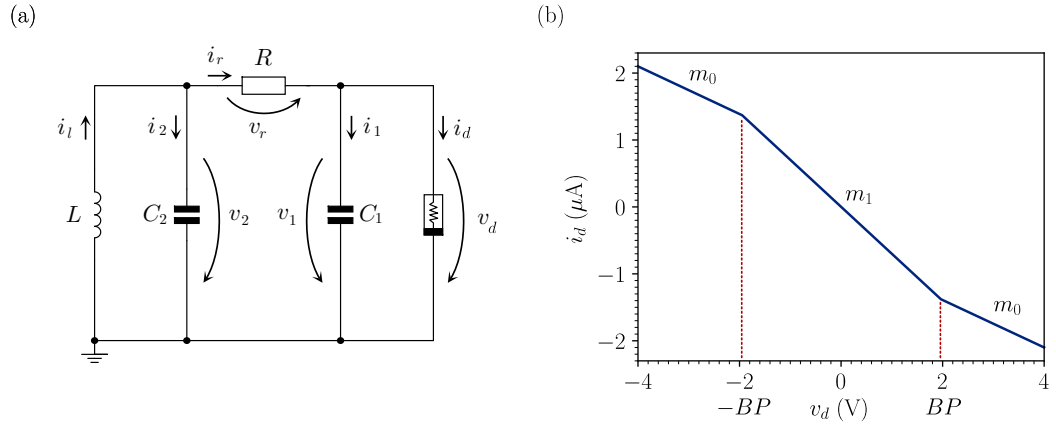 (a)
i_r R
i_l i_2 v_r i_1 i_d
L C_2 v_2 v_1 C_1 v_d
(b)
i_d (μA)
2
1
0
−1
−2
m_0
m_1
m_0
−4 −2 0 2 4
−BP v_d (V) BP